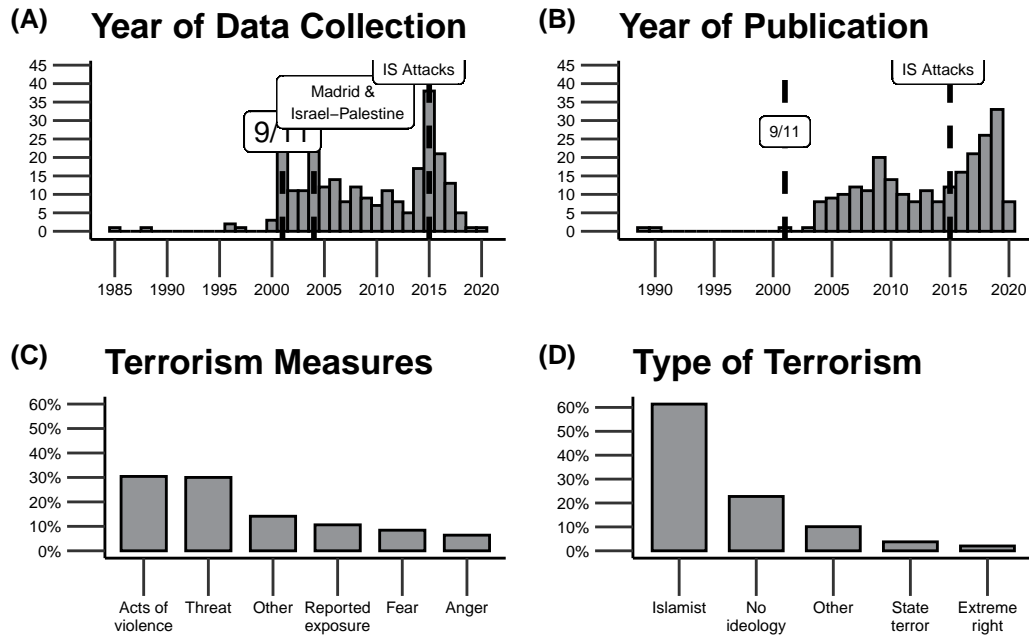 (A) Year of Data Collection
45
40
35
30
25
20
15
10
5
0
IS Attacks
Madrid &
Israel−Palestine
9/11
1985 1990 1995 2000 2005 2010 2015 2020
(B) Year of Publication
45
40
35
30
25
20
15
10
5
0
IS Attacks
9/11
1990 1995 2000 2005 2010 2015 2020
(C) Terrorism Measures
60%
50%
40%
30%
20%
10%
0%
Acts of violence
Threat
Other
Reported exposure
Fear
Anger
(D) Type of Terrorism
60%
50%
40%
30%
20%
10%
0%
Islamist
No ideology
Other
State terror
Extreme right